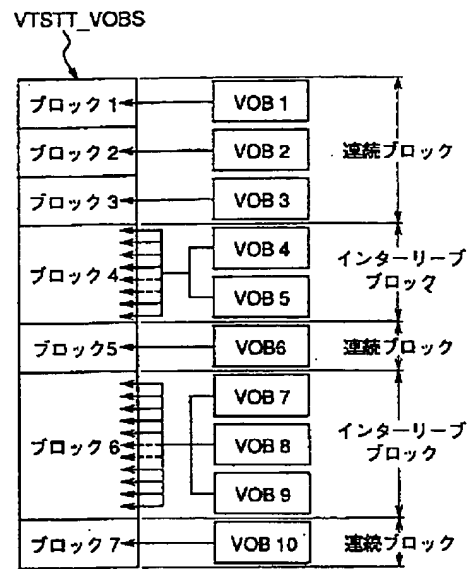 VTSTT_VOBS
ブロック1
VOB 1
ブロック2
VOB 2
連続ブロック
ブロック3
VOB 3
ブロック4
VOB 4
VOB 5
インターリーブ
ブロック
ブロック5
VOB6
連続ブロック
ブロック6
VOB 7
VOB 8
VOB 9
インターリーブ
ブロック
ブロック7
VOB 10
連続ブロック